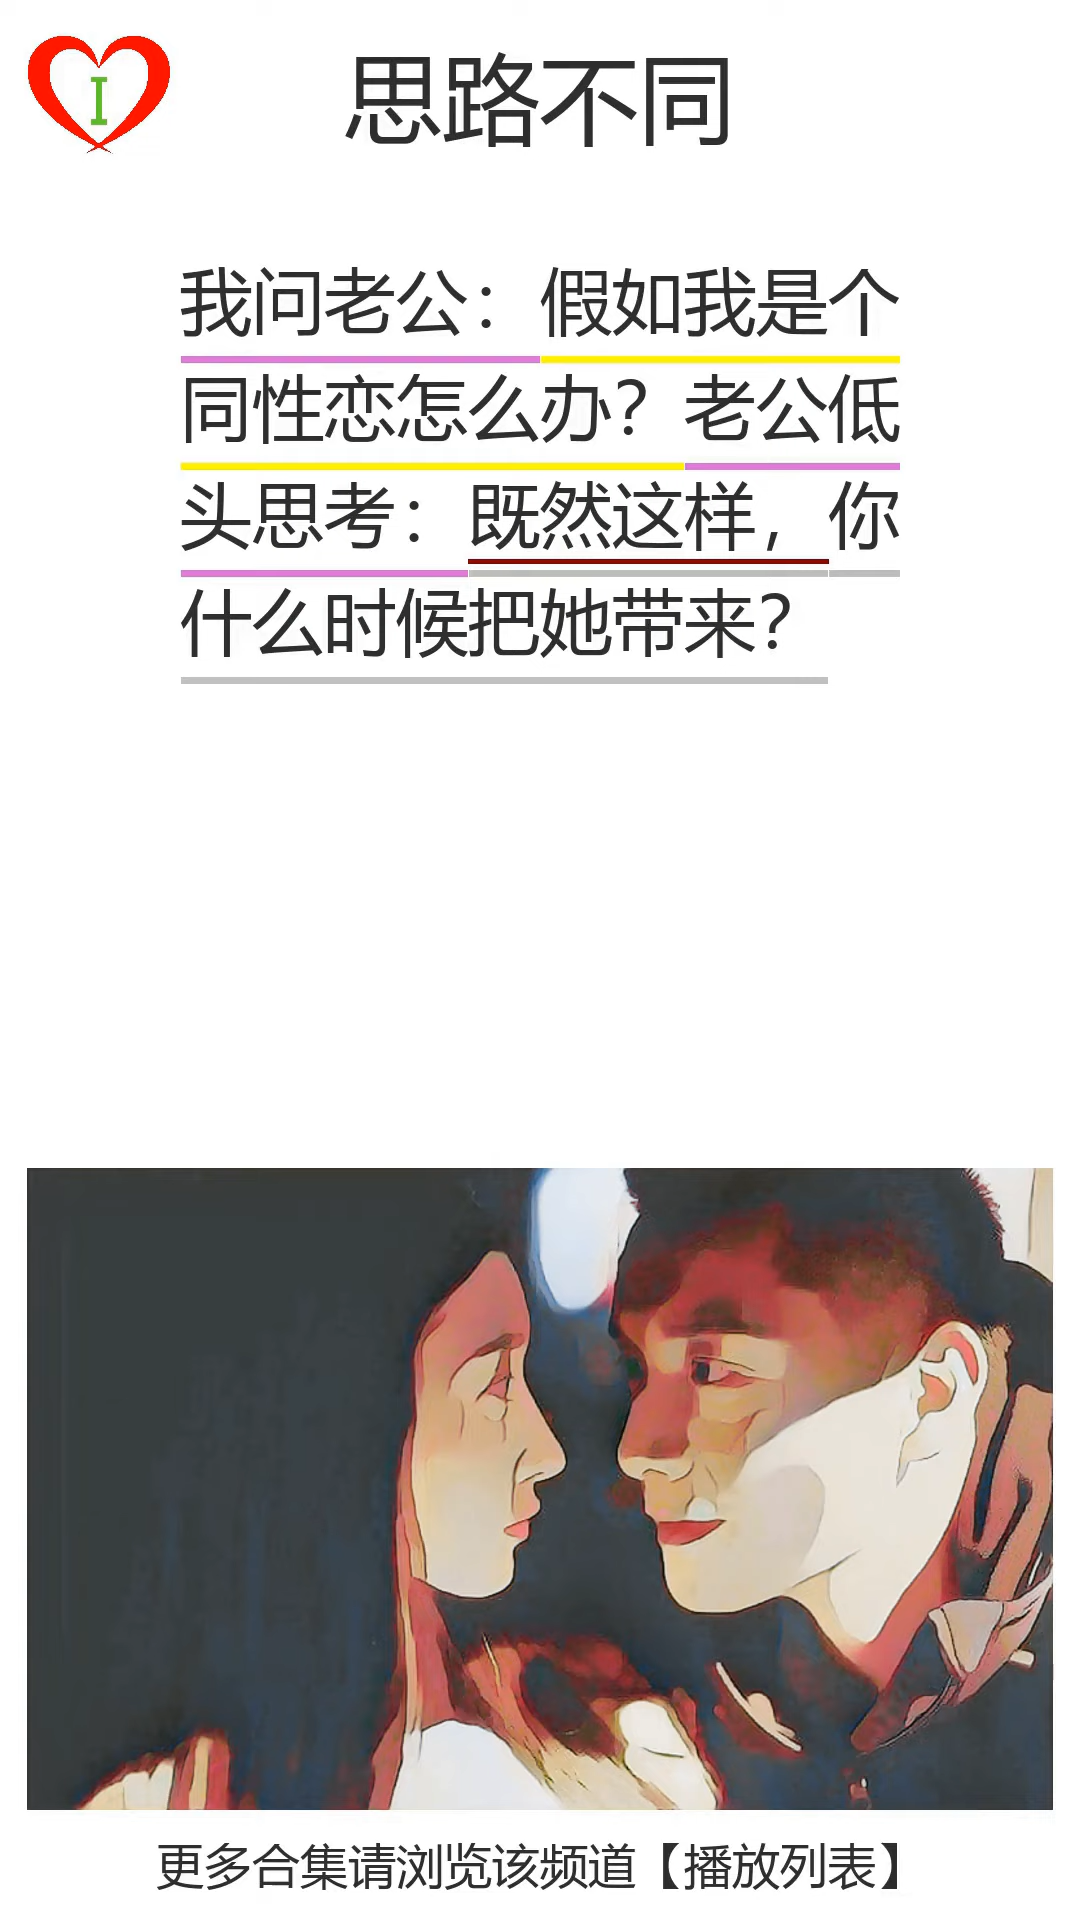 I
思路不同
我问老公：假如我是个
同性恋怎么办？老公低
头思考：既然这样，你
什么时候把她带来？
更多合集请浏览该频道【播放列表】